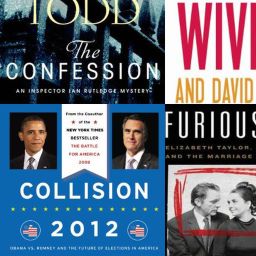 TODD
The
CONFESSION
AN INSPECTOR IAN RUTLEDGE MYSTERY
WIV
AND DAVID
From the Coauthor
of the
NEW YORK TIMES
BESTSELLER
THE BATTLE
FOR AMERICA
2008
COLLISION
2012
OBAMA VS. ROMNEY AND THE FUTURE OF ELECTIONS IN AMERICA
FURIOUS
ELIZABETH TAYLOR,
AND THE MARRIAGE